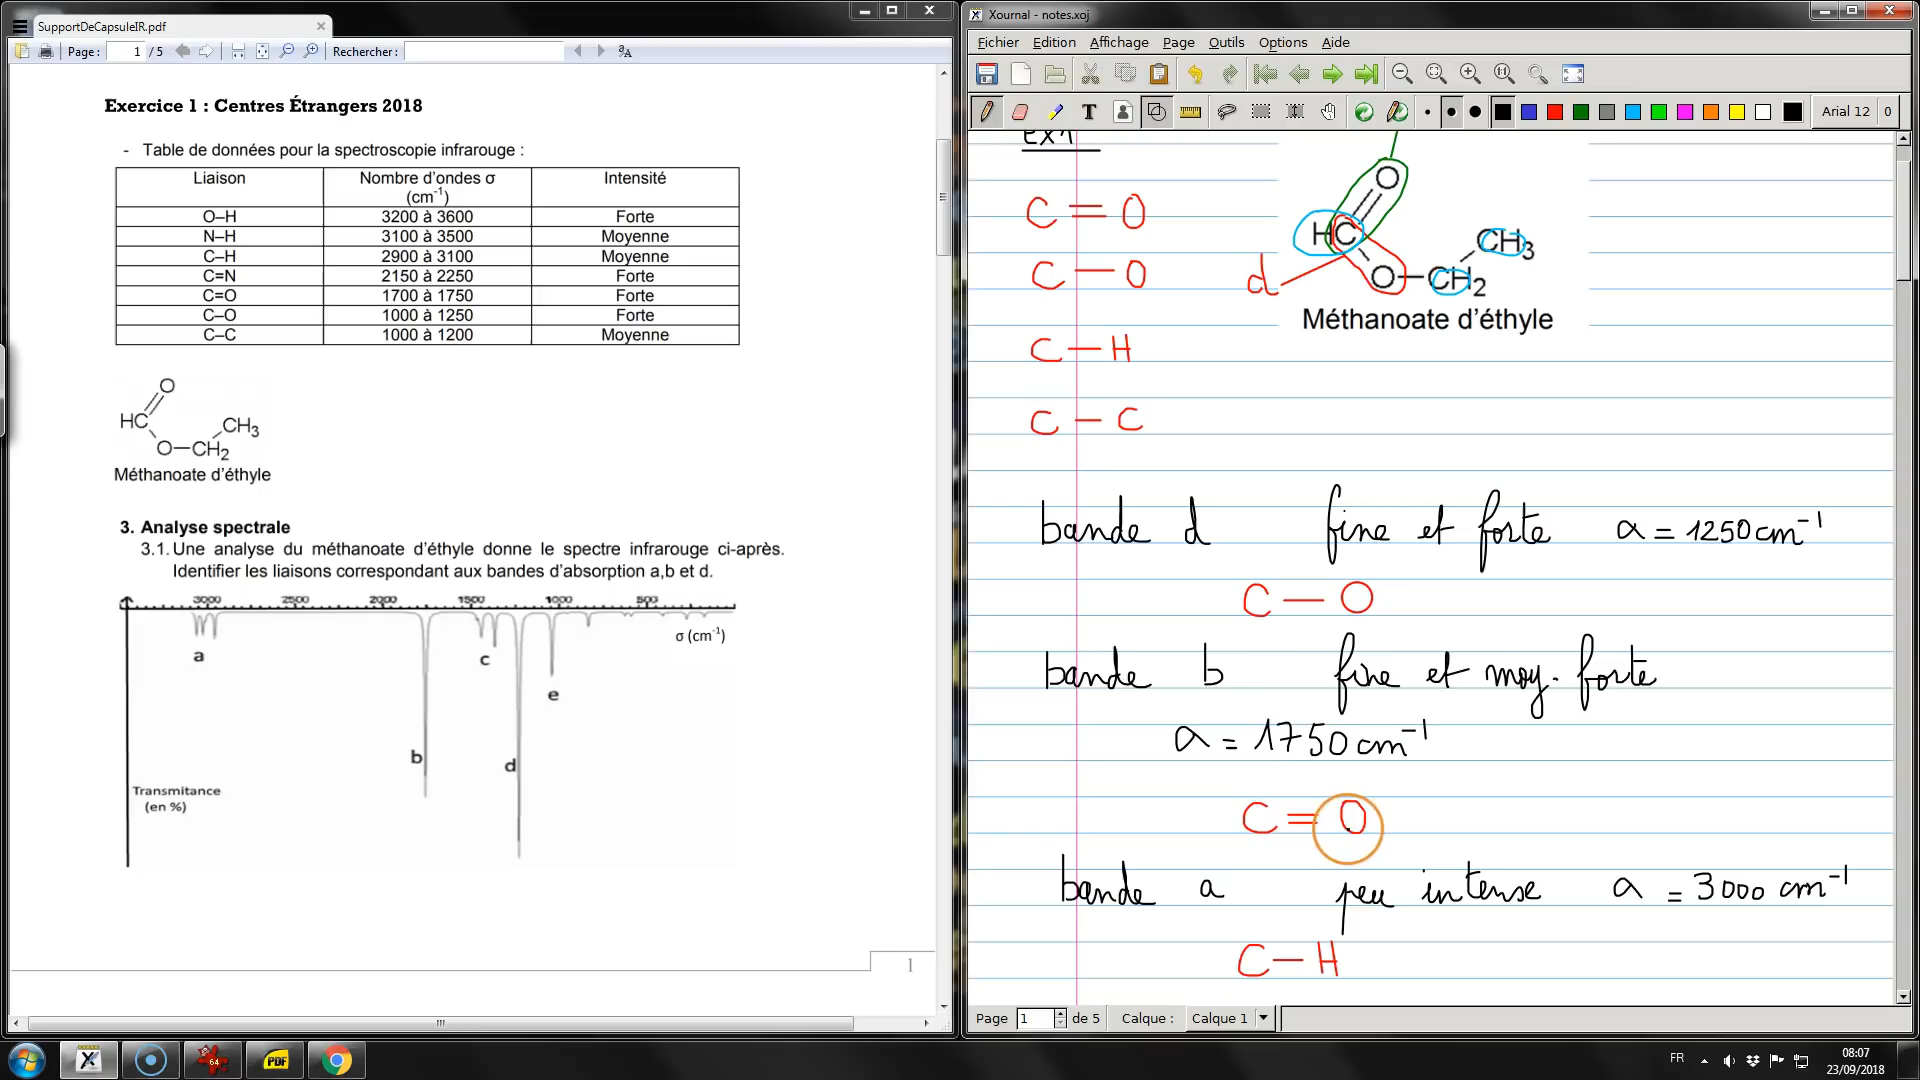 SupportDeCapsuleIR.pdf
Page : 1 / 5 Rechercher :
Exercice 1 : Centres Étrangers 2018
- Table de données pour la spectroscopie infrarouge :
Liaison Nombre d'ondes σ (cm-1) Intensité
O–H 3200 à 3600 Forte
N–H 3100 à 3500 Moyenne
C–H 2900 à 3100 Moyenne
C=N 2150 à 2250 Forte
C=O 1700 à 1750 Forte
C–O 1000 à 1250 Forte
C–C 1000 à 1200 Moyenne
O
HC
CH3
O–CH2
Méthanoate d'éthyle
3. Analyse spectrale
3.1. Une analyse du méthanoate d'éthyle donne le spectre infrarouge ci-après.
Identifier les liaisons correspondant aux bandes d'absorption a,b et d.
3000 2500 2000 1500 1000 500
σ (cm-1)
a
c
e
b
d
Transmitance
(en %)
1
Xournal - notes.xoj
Fichier Edition Affichage Page Outils Options Aide
Arial 12 0
Ex1
C = O
C – O
C – H
C – C
O
HC
CH3
d
O–CH2
Méthanoate d'éthyle
bande d fine et forte σ = 1250 cm-1
C – O
bande b fine et moy. forte
σ = 1750 cm-1
C = O
bande a peu intense σ = 3000 cm-1
C – H
Page 1 de 5 Calque : Calque 1
64
PDF
FR
08:07
23/09/2018